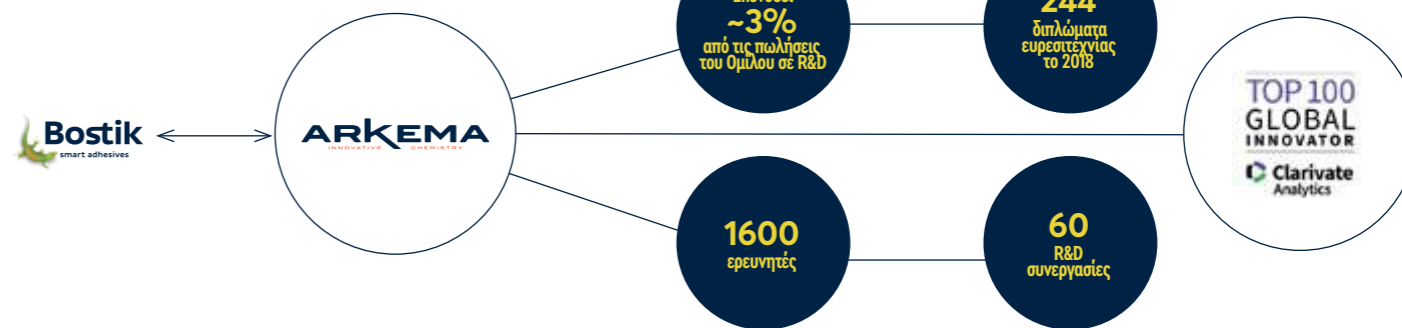 ~3%
από τις πωλήσεις
του Ομίλου σε R&D
244
διπλώματα
ευρεσιτεχνίας
το 2018
Bostik
smart adhesives
ARKEMA
INNOVATIVE CHEMISTRY
TOP 100
GLOBAL
INNOVATOR
Clarivate
Analytics
1600
ερευνητές
60
R&D
συνεργασίες